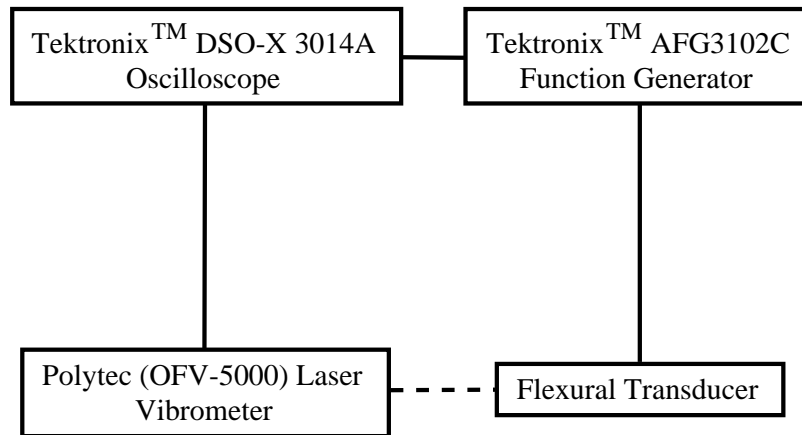 Tektronix™ DSO-X 3014A
Oscilloscope
Tektronix™ AFG3102C
Function Generator
Polytec (OFV-5000) Laser
Vibrometer
Flexural Transducer